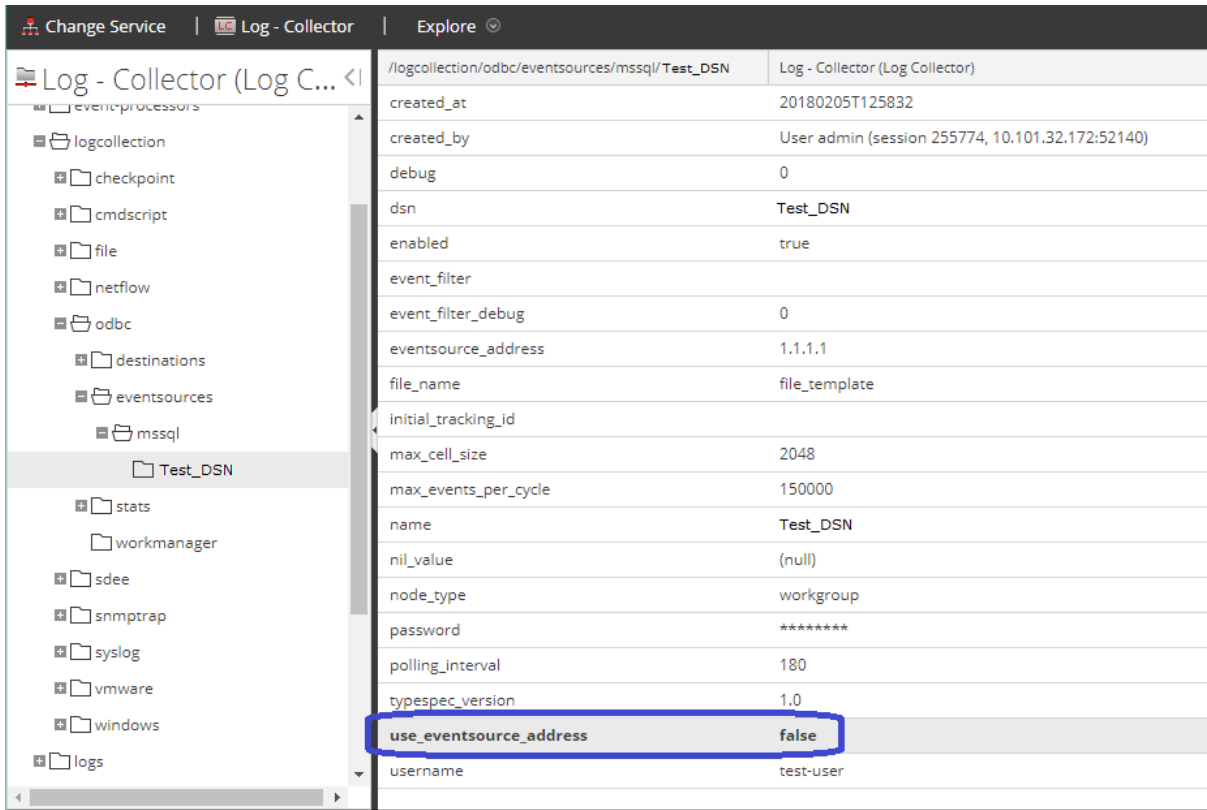 Change Service | LC Log - Collector | Explore
Log - Collector (Log C...
event-processors
logcollection
checkpoint
cmdscript
file
netflow
odbc
destinations
eventsources
mssql
Test_DSN
stats
workmanager
sdee
snmptrap
syslog
vmware
windows
logs
/logcollection/odbc/eventsources/mssql/Test_DSN Log - Collector (Log Collector)
created_at 20180205T125832
created_by User admin (session 255774, 10.101.32.172:52140)
debug 0
dsn Test_DSN
enabled true
event_filter
event_filter_debug 0
eventsource_address 1.1.1.1
file_name file_template
initial_tracking_id
max_cell_size 2048
max_events_per_cycle 150000
name Test_DSN
nil_value (null)
node_type workgroup
password ********
polling_interval 180
typespec_version 1.0
use_eventsource_address false
username test-user